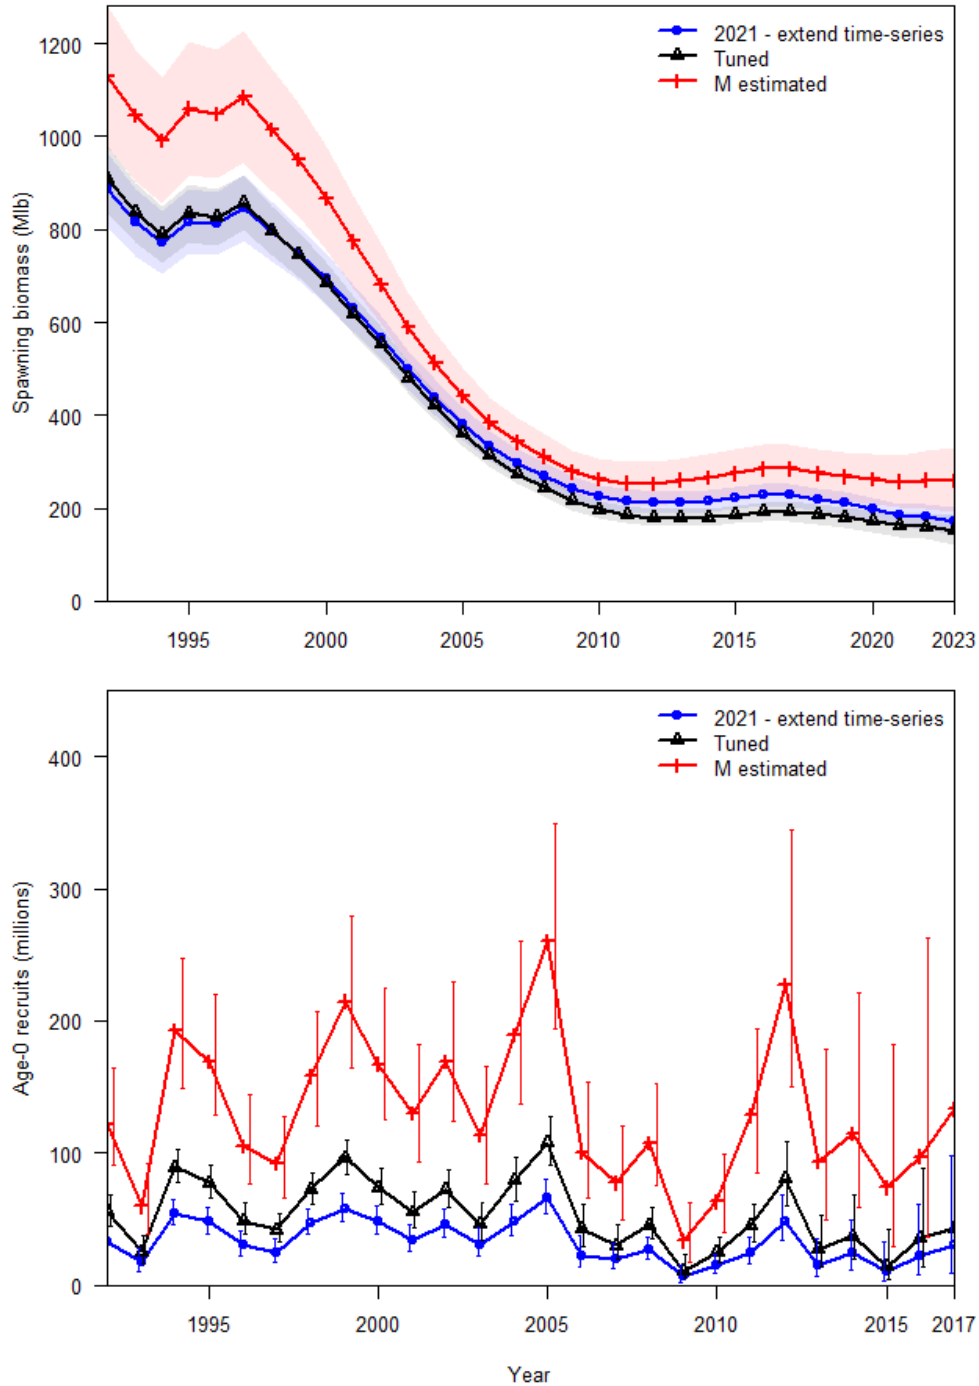 2021 - extend time-series
Tuned
M estimated
Spawning biomass (Mlb)
1200
1000
800
600
400
200
0
1995 2000 2005 2010 2015 2020 2023
2021 - extend time-series
Tuned
M estimated
Age-0 recruits (millions)
400
300
200
100
0
1995 2000 2005 2010 2015 2017
Year